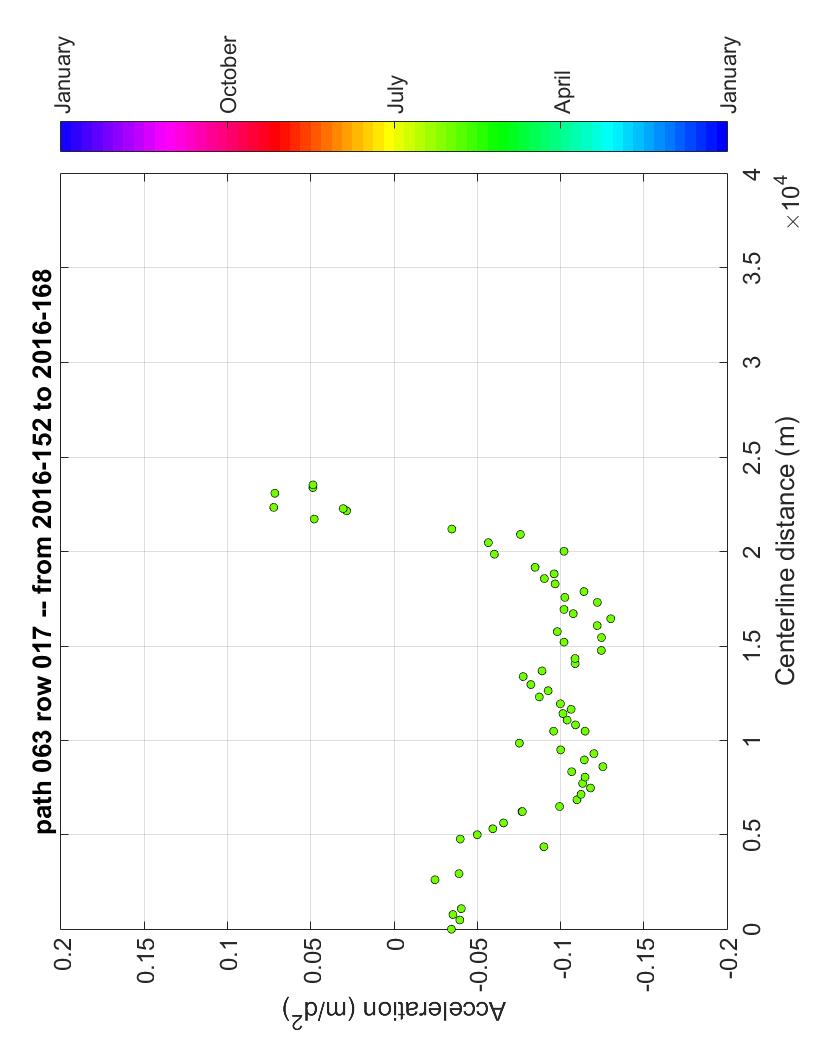 path 063 row 017 -- from 2016-152 to 2016-168
Acceleration (m/d²)
0.2
0.15
0.1
0.05
0
-0.05
-0.1
-0.15
-0.2
0
0.5
1
1.5
2
2.5
3
3.5
4
×10⁴
Centerline distance (m)
January
October
July
April
January